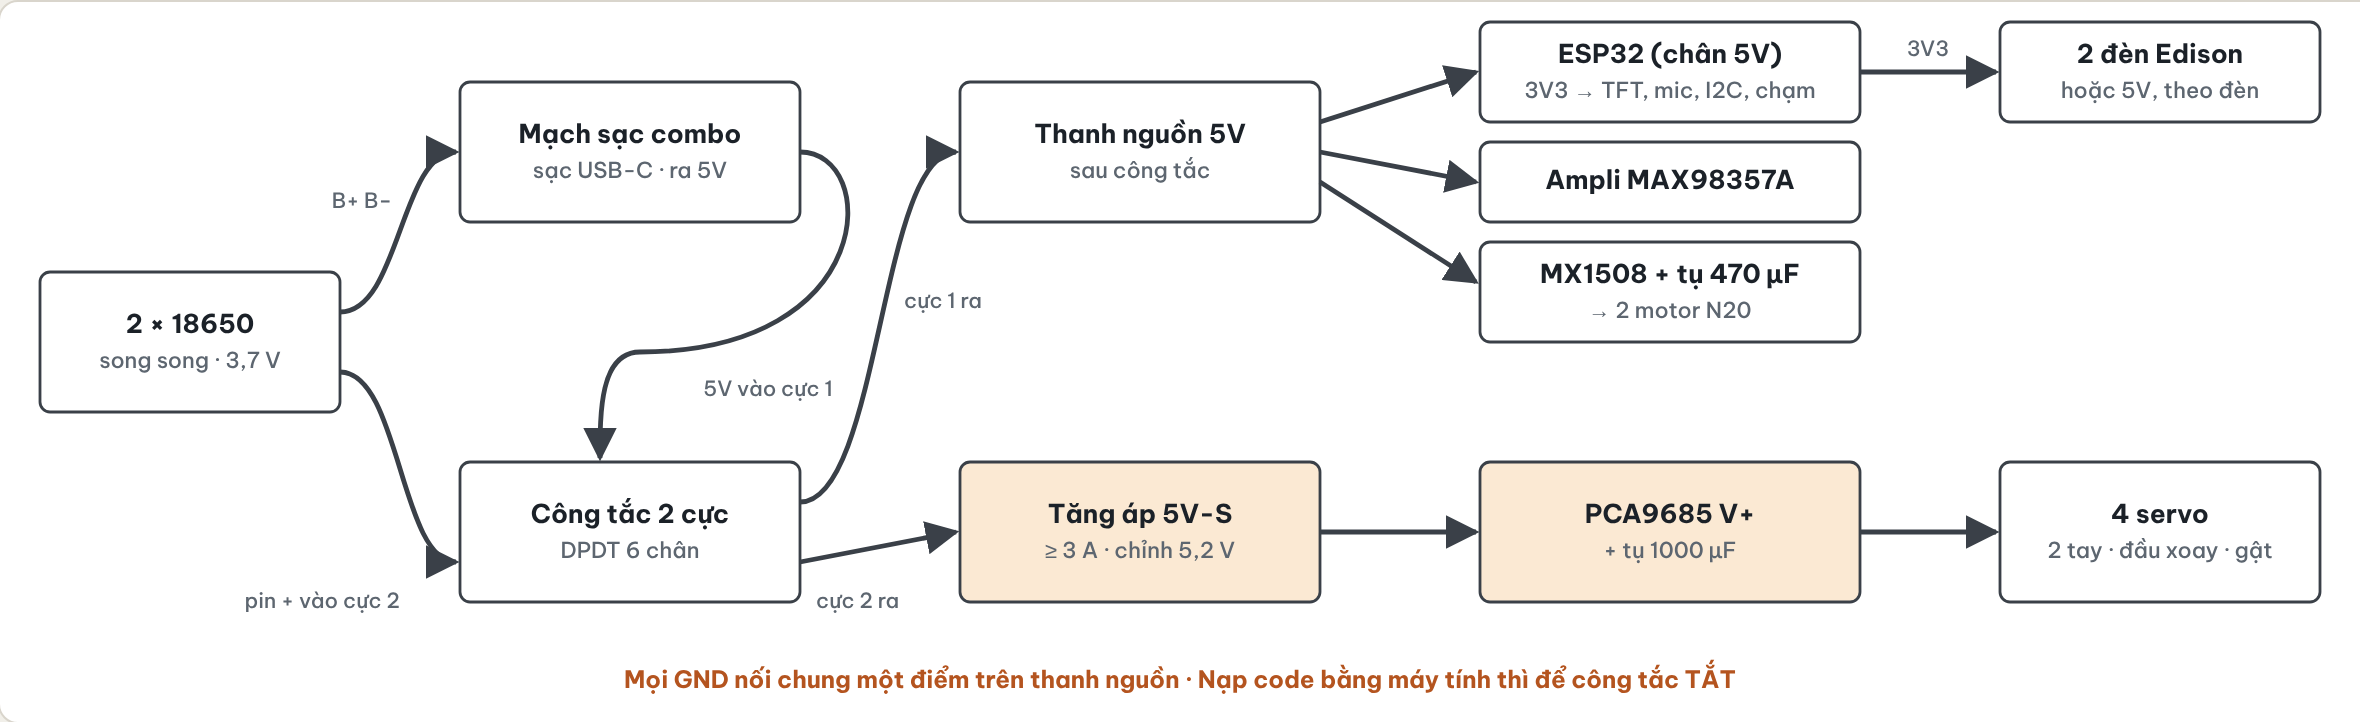 ESP32 (chân 5V)
3V3 → TFT, mic, I2C, chạm
3V3
2 đèn Edison
hoặc 5V, theo đèn
Mạch sạc combo
sạc USB-C · ra 5V
Thanh nguồn 5V
sau công tắc
Ampli MAX98357A
B+ B-
MX1508 + tụ 470 µF
→ 2 motor N20
2 × 18650
song song · 3,7 V
cực 1 ra
5V vào cực 1
Công tắc 2 cực
DPDT 6 chân
Tăng áp 5V-S
≥ 3 A · chỉnh 5,2 V
PCA9685 V+
+ tụ 1000 µF
4 servo
2 tay · đầu xoay · gật
pin + vào cực 2
cực 2 ra
Mọi GND nối chung một điểm trên thanh nguồn · Nạp code bằng máy tính thì để công tắc TẮT